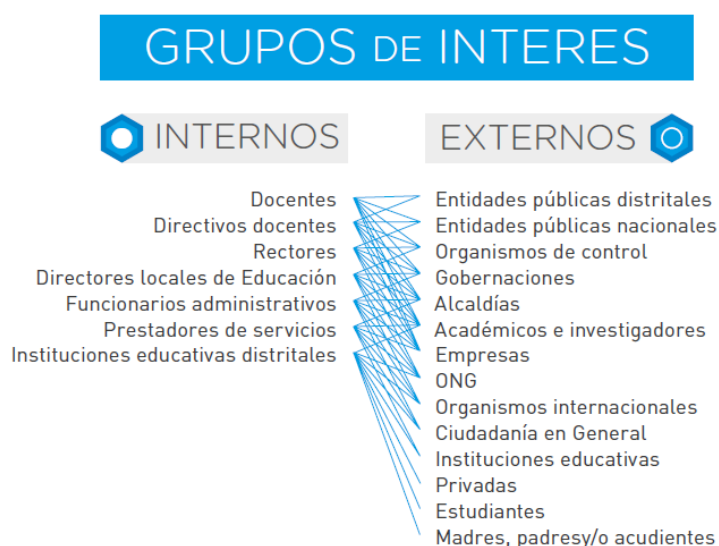 GRUPOS DE INTERES
INTERNOS
Docentes
Directivos docentes
Rectores
Directores locales de Educación
Funcionarios administrativos
Prestadores de servicios
Instituciones educativas distritales
EXTERNOS
Entidades públicas distritales
Entidades públicas nacionales
Organismos de control
Gobernaciones
Alcaldías
Académicos e investigadores
Empresas
ONG
Organismos internacionales
Ciudadanía en General
Instituciones educativas
Privadas
Estudiantes
Madres, padresy/o acudientes